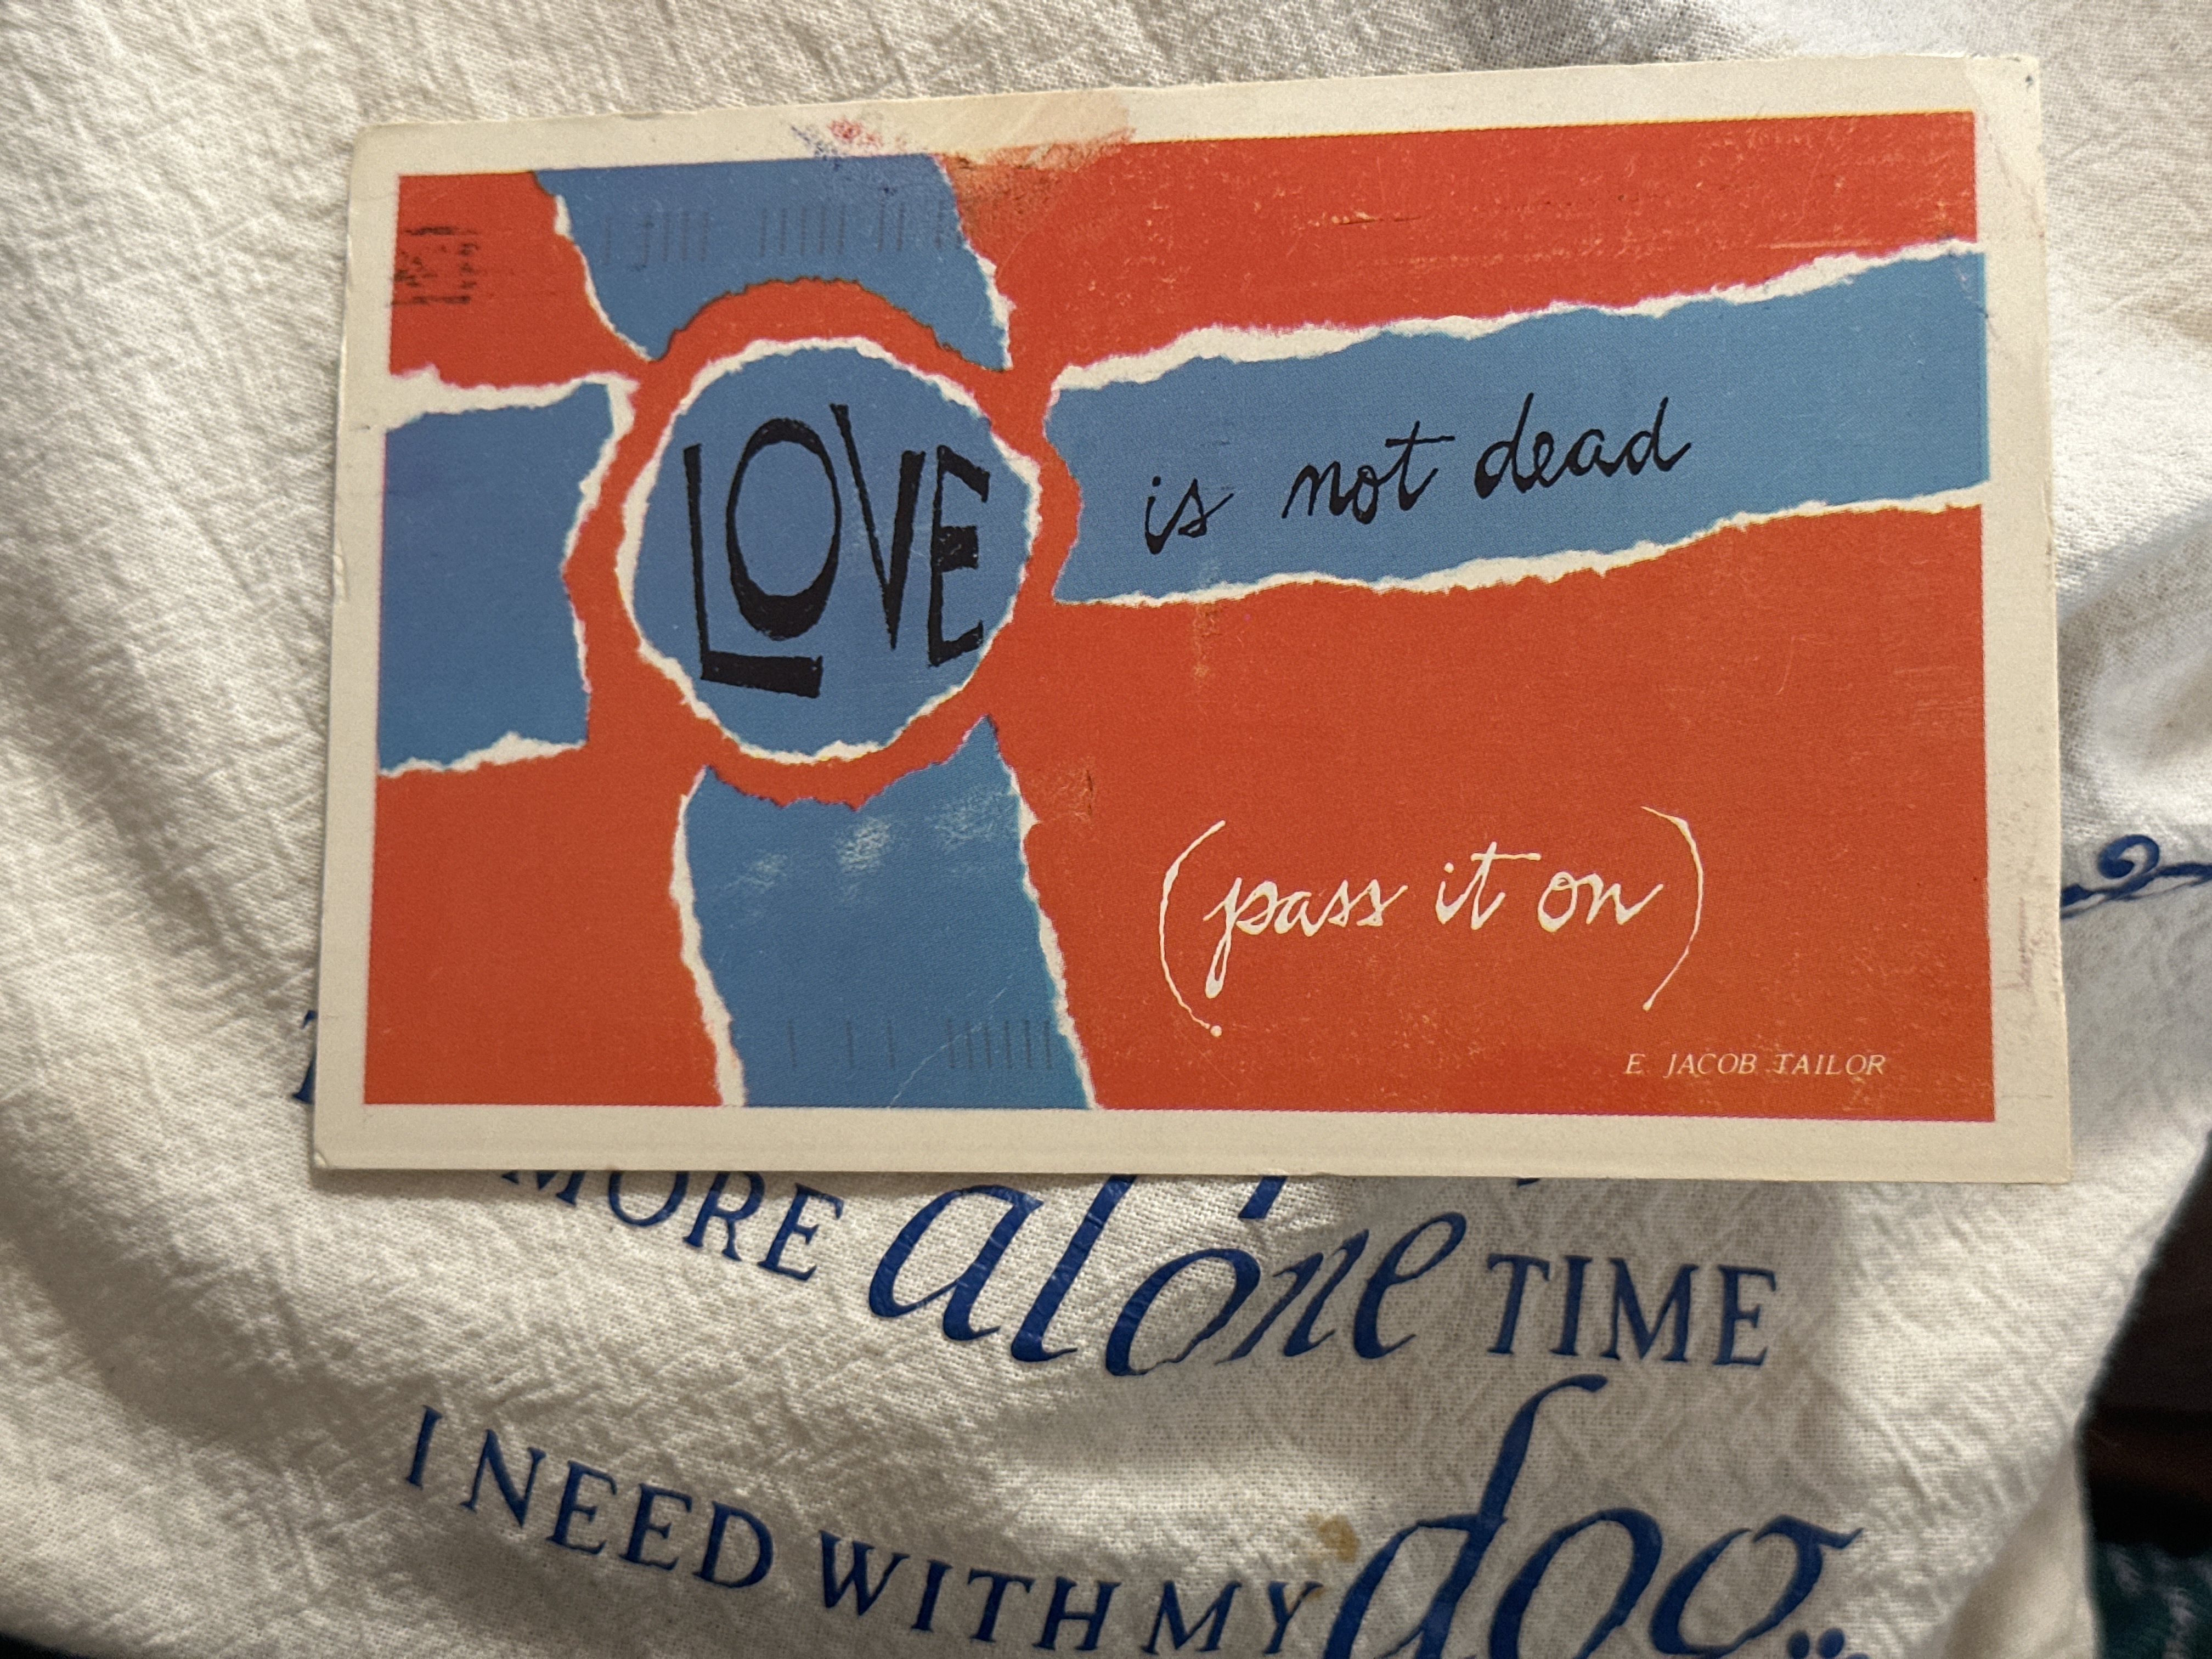 LOVE is not dead
(pass it on)
E JACOB TAILOR
MORE alone TIME
I NEED WITH MY dog